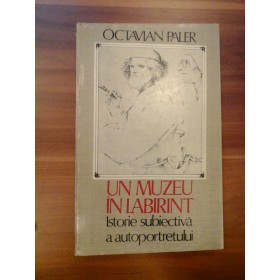 OCTAVIAN PALER
UN MUZEU
ÎN LABIRINT
Istorie subiectivă
a autoportretului